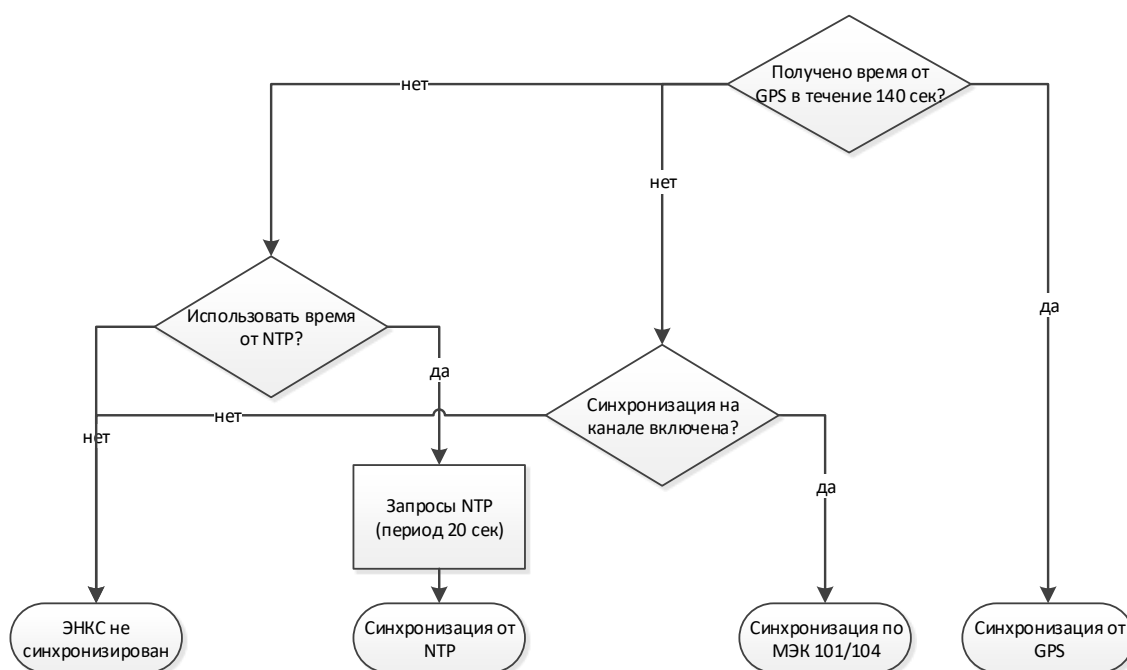 Получено время от
GPS в течение 140 сек?
нет
нет
да
Использовать время
от NTP?
да
нет
нет
Синхронизация на
канале включена?
да
Запросы NTP
(период 20 сек)
ЭНКС не
синхронизирован
Синхронизация от
NTP
Синхронизация по
МЭК 101/104
Синхронизация от
GPS